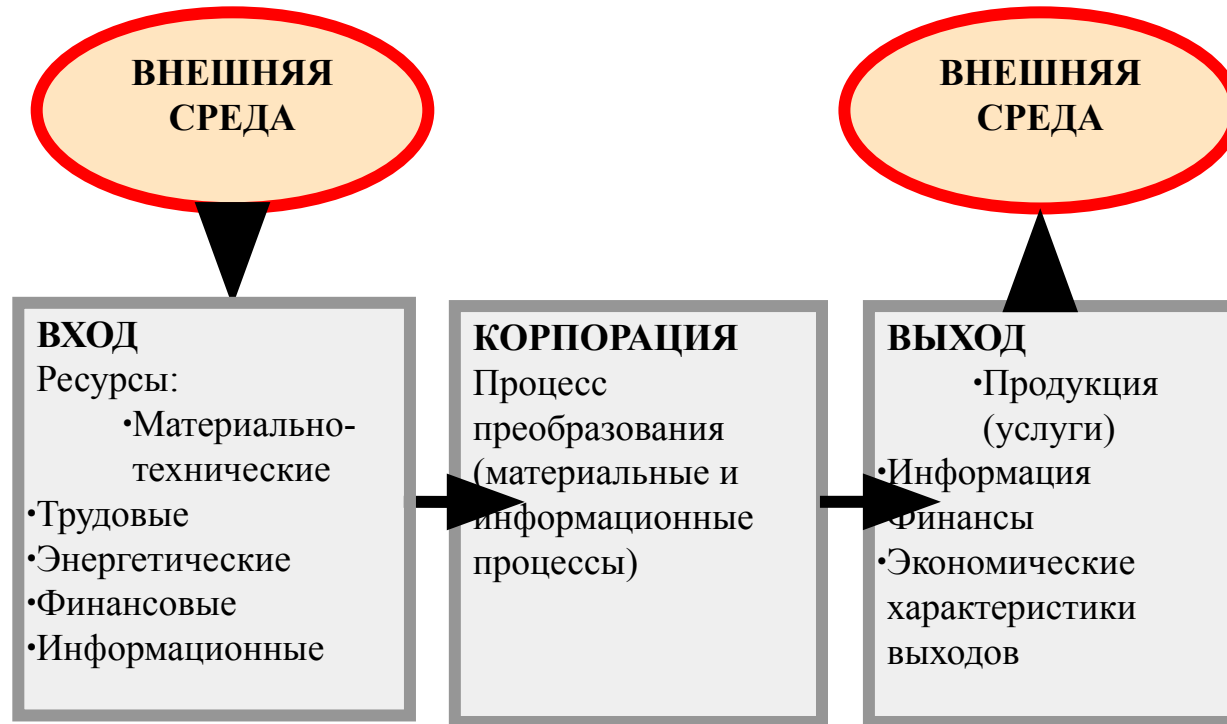 ВНЕШНЯЯ
СРЕДА
ВНЕШНЯЯ
СРЕДА
ВХОД
Ресурсы:
•Материально-
технические
•Трудовые
•Энергетические
•Финансовые
•Информационные
КОРПОРАЦИЯ
Процесс
преобразования
(материальные и
информационные
процессы)
ВЫХОД
•Продукция
(услуги)
•Информация
Финансы
•Экономические
характеристики
выходов